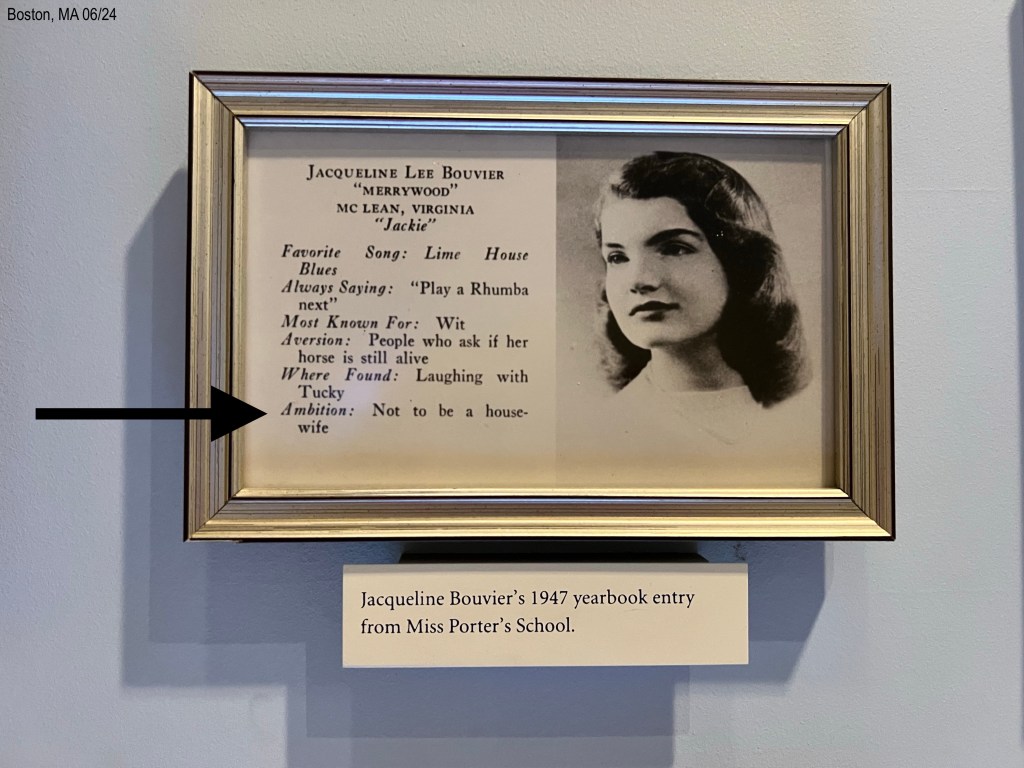 Boston, MA 06/24
JACQUELINE LEE BOUVIER
"MERRYWOOD"
MC LEAN, VIRGINIA
"Jackie"
Favorite Song: Lime House
Blues
Always Saying: "Play a Rhumba
next"
Most Known For: Wit
Aversion: People who ask if her
horse is still alive
Where Found: Laughing with
Tucky
Ambition: Not to be a house-
wife
Jacqueline Bouvier's 1947 yearbook entry
from Miss Porter's School.